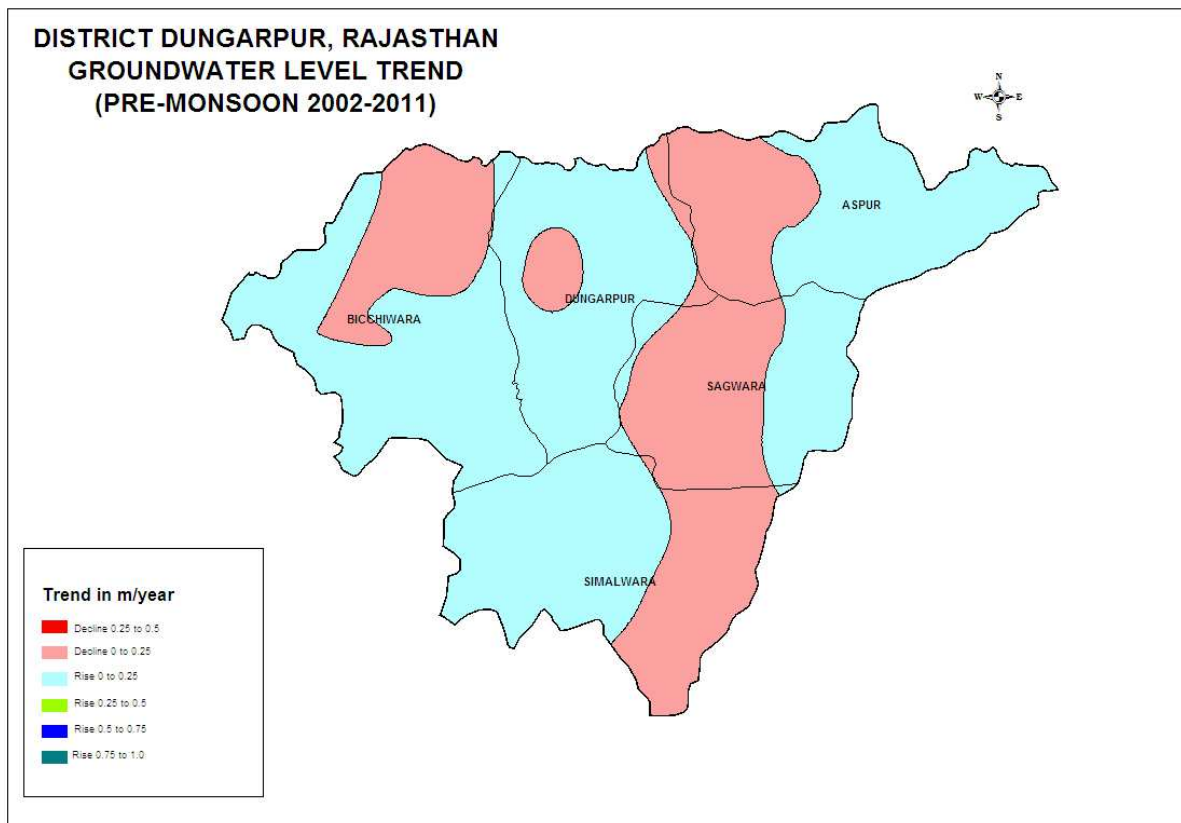 DISTRICT DUNGARPUR, RAJASTHAN
GROUNDWATER LEVEL TREND
(PRE-MONSOON 2002-2011)
N
W E
S
ASPUR
DUNGARPUR
BICCHIWARA
SAGWARA
SIMALWARA
Trend in m/year
Decline 0.25 to 0.5
Decline 0 to 0.25
Rise 0 to 0.25
Rise 0.25 to 0.5
Rise 0.5 to 0.75
Rise 0.75 to 1.0